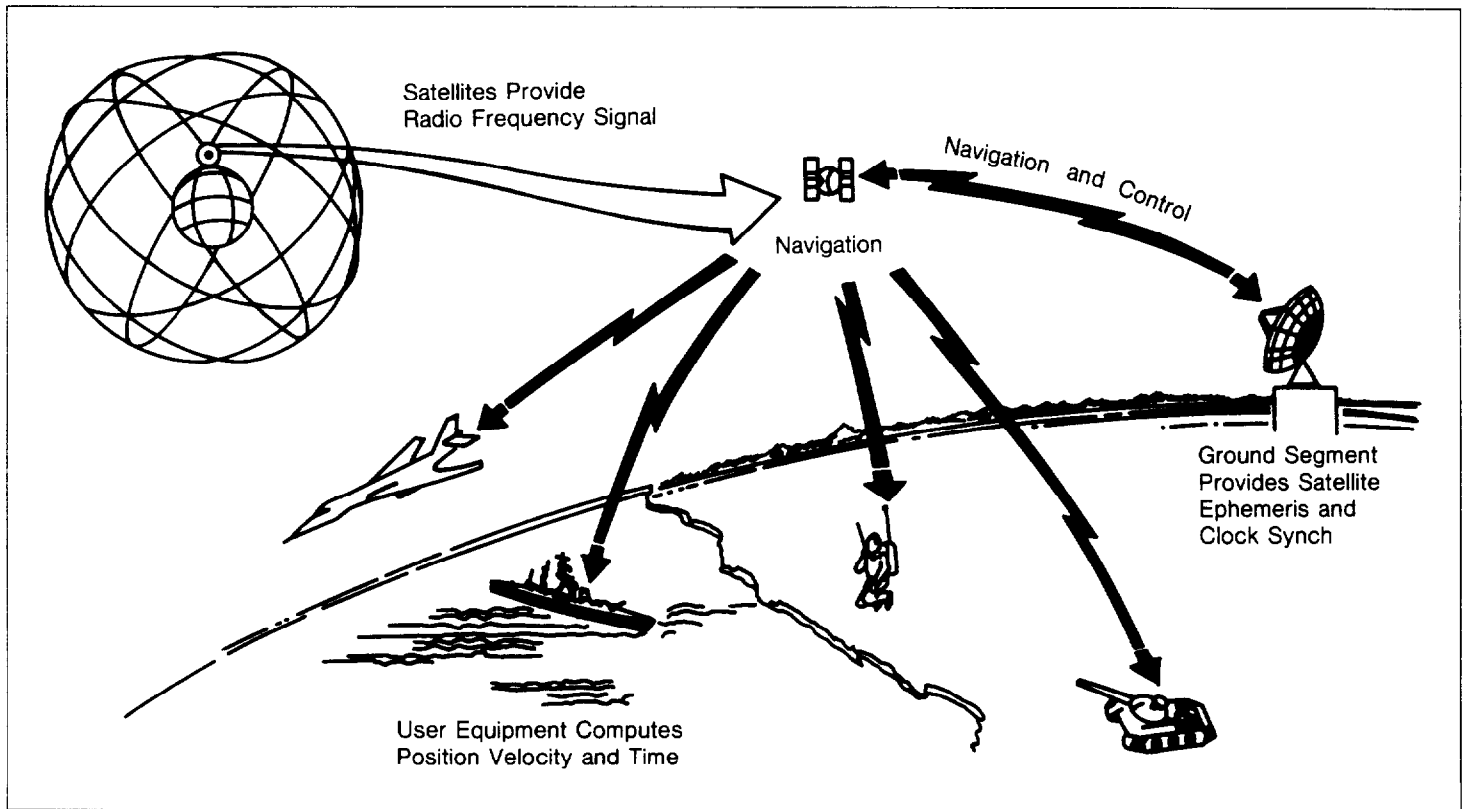 Satellites Provide
Radio Frequency Signal
Navigation and Control
Navigation
Ground Segment
Provides Satellite
Ephemeris and
Clock Synch
User Equipment Computes
Position Velocity and Time